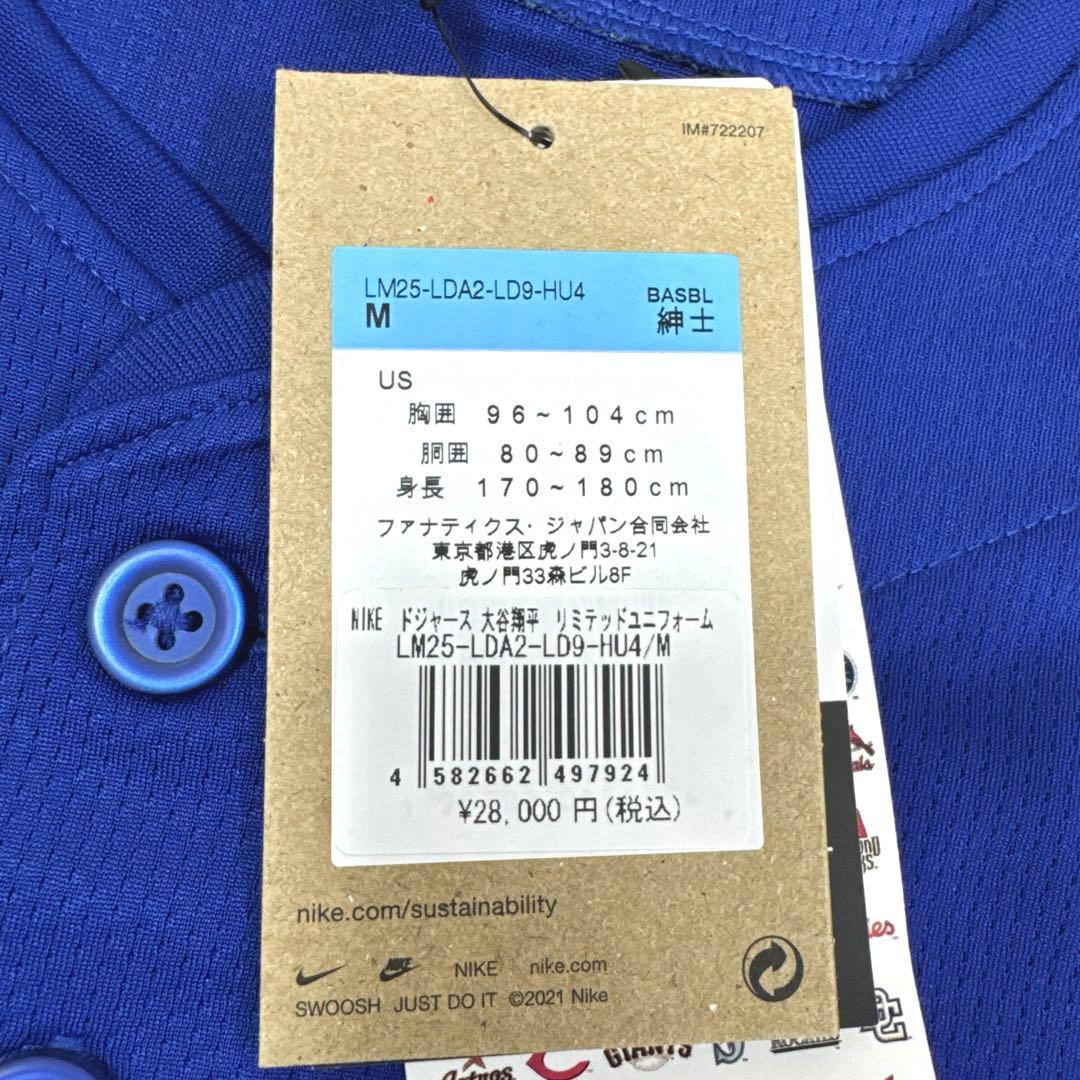 IM#722207
LM25-LDA2-LD9-HU4 BASBL
M 紳士
US
胸囲 96~104cm
胴囲 80~89cm
身長 170~180cm
ファナティクス・ジャパン合同会社
東京都港区虎ノ門3-8-21
虎ノ門33森ビル8F
NIKE ドジャース 大谷翔平 リミテッドユニフォーム
LM25-LDA2-LD9-HU4/M
4 582662 497924
¥28,000 円(税込)
nike.com/sustainability
NIKE NIKE nike.com
SWOOSH JUST DO IT ©2021 Nike
Astros
GIANTS